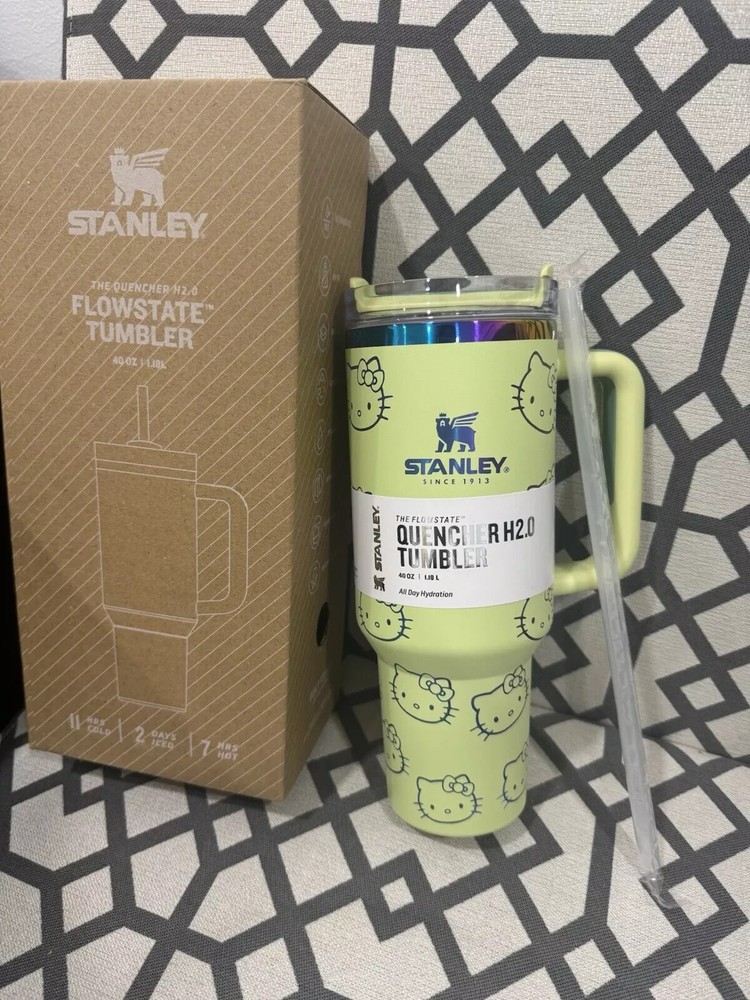 STANLEY
THE QUENCHER H2.0
FLOWSTATE™
TUMBLER
40 OZ | 1.18L
11 HRS COLD | 2 DAYS ICED | 7 HRS HOT
STANLEY®
SINCE 1913
STANLEY.
THE FLOWSTATE™
QUENCHER H2.0
TUMBLER
40 OZ | 1.18 L
All Day Hydration